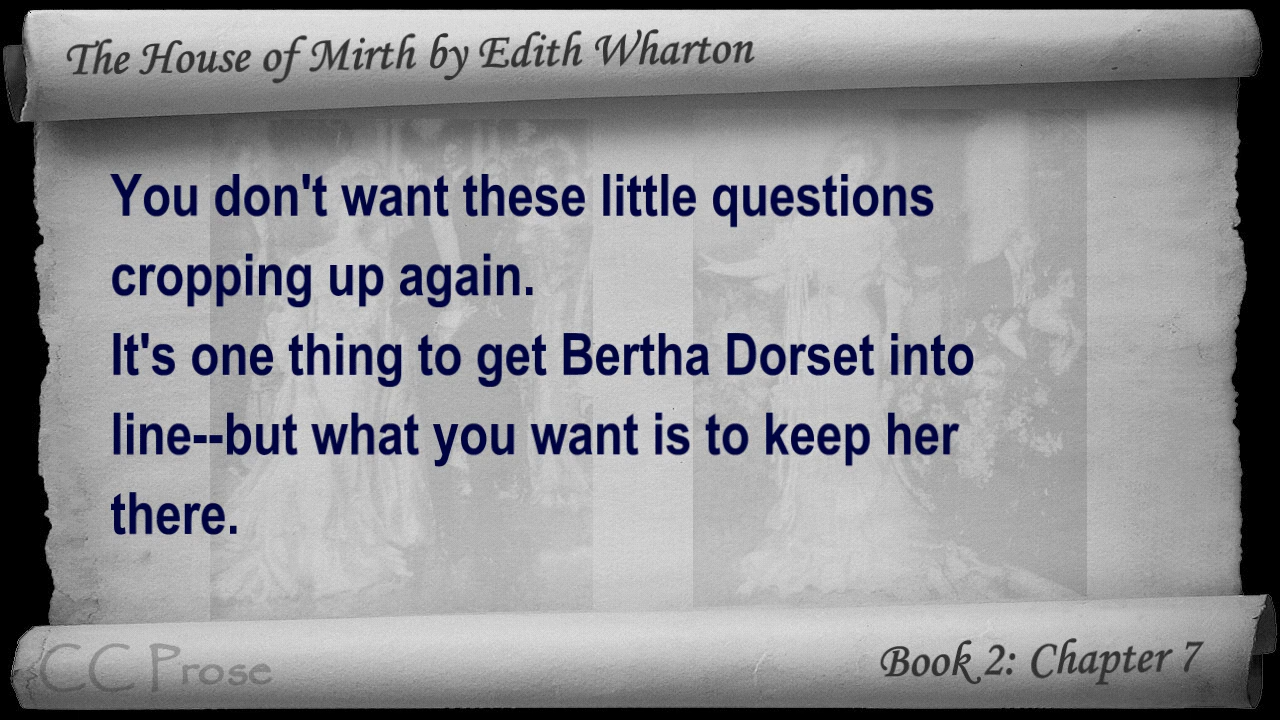 The House of Mirth by Edith Wharton
You don't want these little questions
cropping up again.
It's one thing to get Bertha Dorset into
line--but what you want is to keep her
there.
CC Prose
Book 2: Chapter 7